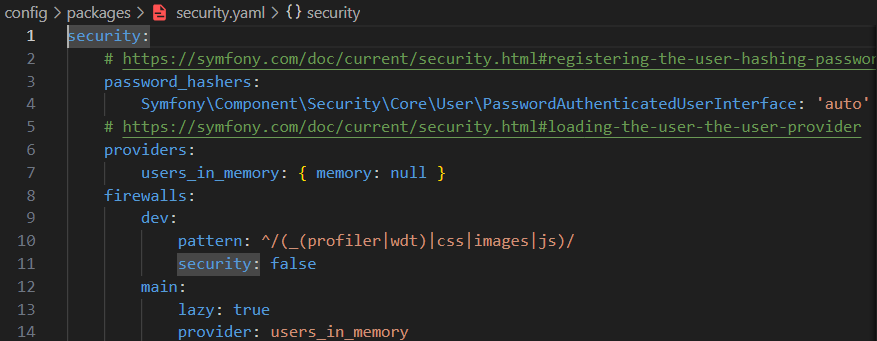 config > packages > security.yaml > {} security
1 security:
2 # https://symfony.com/doc/current/security.html#registering-the-user-hashing-passwor
3 password_hashers:
4 Symfony\Component\Security\Core\User\PasswordAuthenticatedUserInterface: 'auto'
5 # https://symfony.com/doc/current/security.html#loading-the-user-the-user-provider
6 providers:
7 users_in_memory: { memory: null }
8 firewalls:
9 dev:
10 pattern: ^/(_(profiler|wdt)|css|images|js)/
11 security: false
12 main:
13 lazy: true
14 provider: users_in_memory